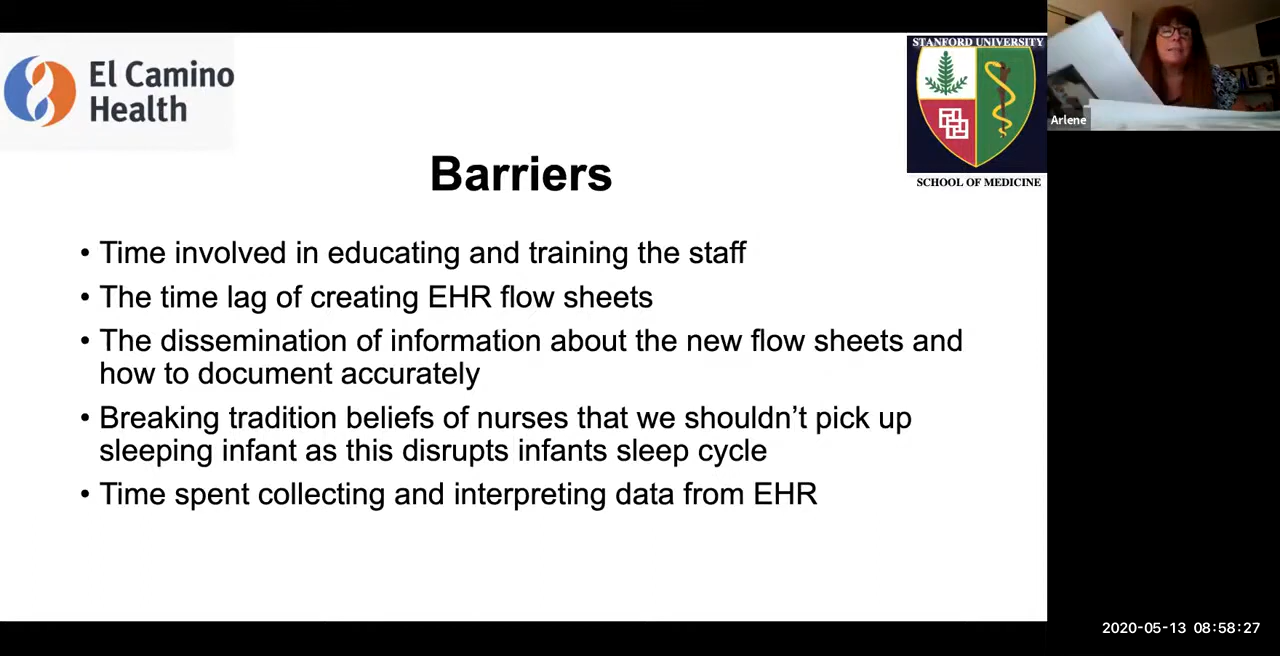 El Camino
Health
STANFORD UNIVERSITY
SCHOOL OF MEDICINE
Arlene
Barriers
• Time involved in educating and training the staff
• The time lag of creating EHR flow sheets
• The dissemination of information about the new flow sheets and
how to document accurately
• Breaking tradition beliefs of nurses that we shouldn’t pick up
sleeping infant as this disrupts infants sleep cycle
• Time spent collecting and interpreting data from EHR
2020-05-13 08:58:27